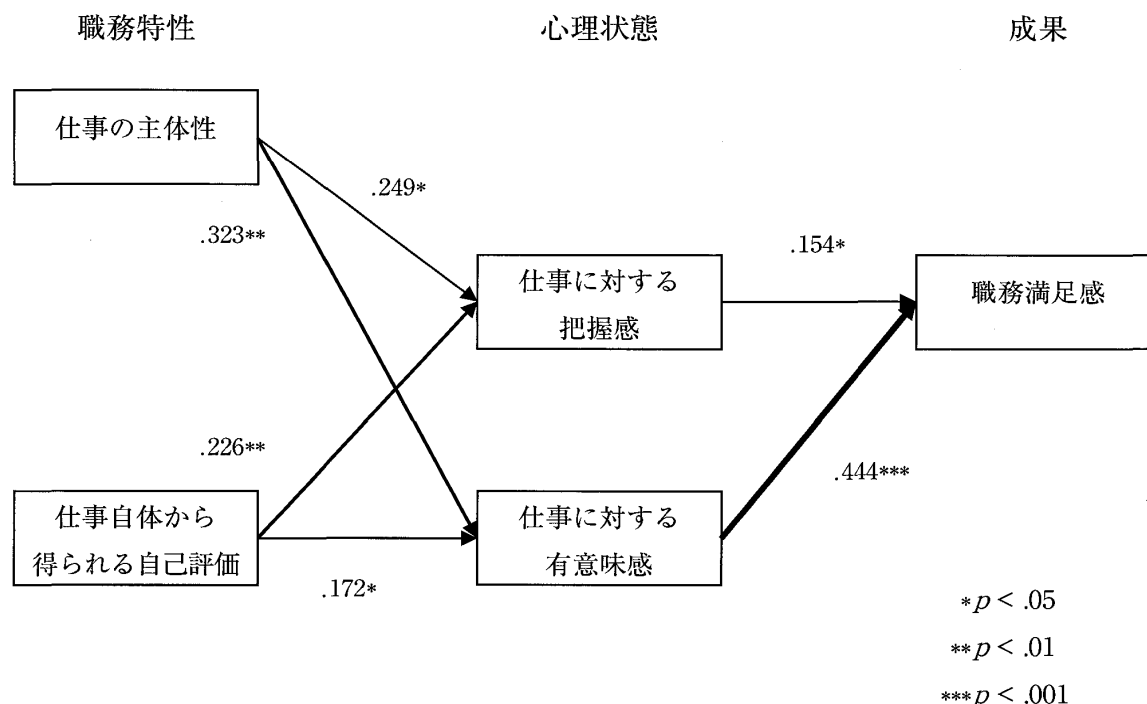 職務特性
心理状態
成果
仕事の主体性
.249*
.323**
.154*
仕事に対する
把握感
職務満足感
.226**
.444***
仕事自体から
得られる自己評価
仕事に対する
有意味感
.172*
*p < .05
**p < .01
***p < .001